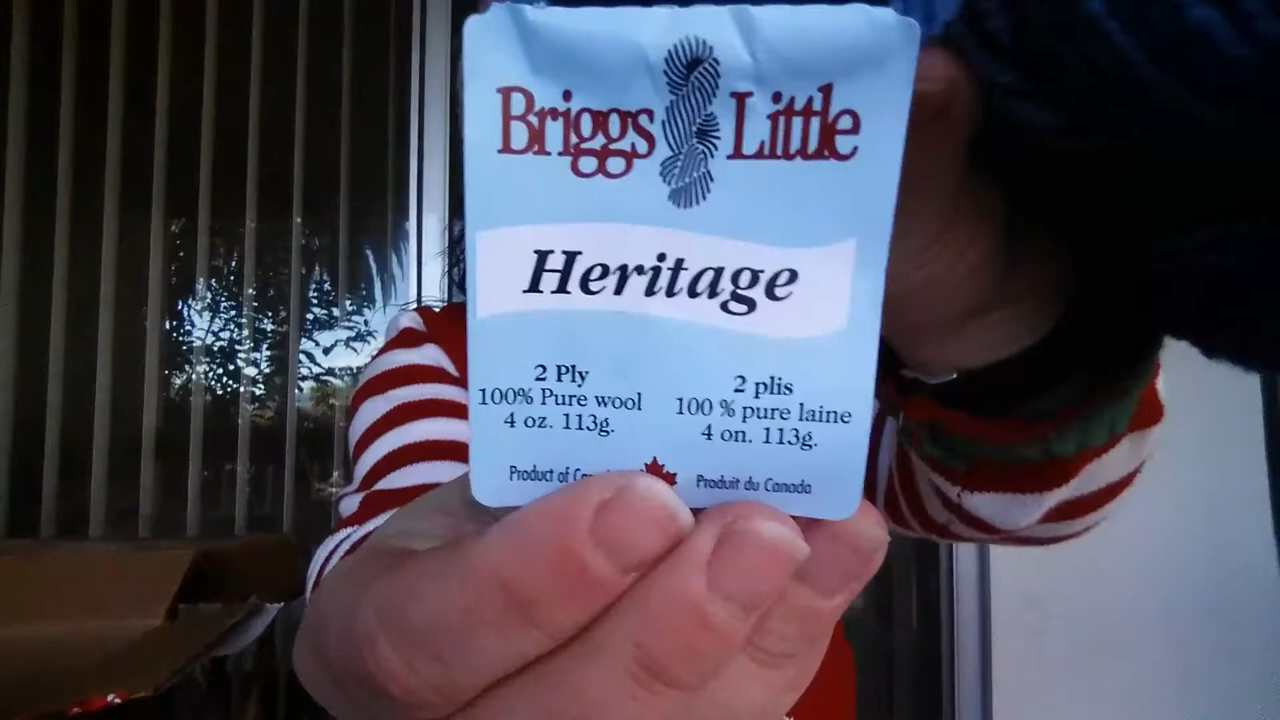 Briggs Little
Heritage
2 Ply
100% Pure wool
4 oz. 113g.
2 plis
100 % pure laine
4 on. 113g.
Product of
Produit du Canada